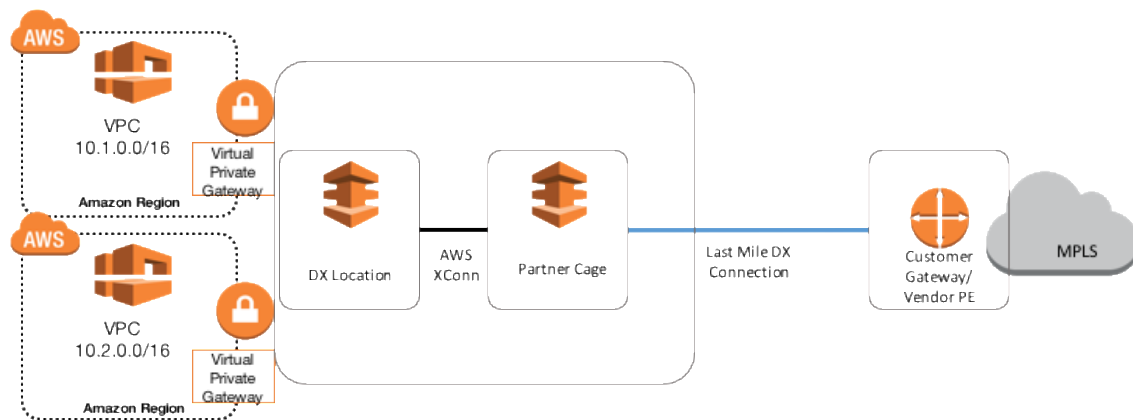 AWS
VPC
10.1.0.0/16
Virtual
Private
Gateway
Amazon Region
AWS
VPC
10.2.0.0/16
Virtual
Private
Gateway
Amazon Region
DX Location
AWS
XConn
Partner Cage
Last Mile DX
Connection
Customer
Gateway/
Vendor PE
MPLS